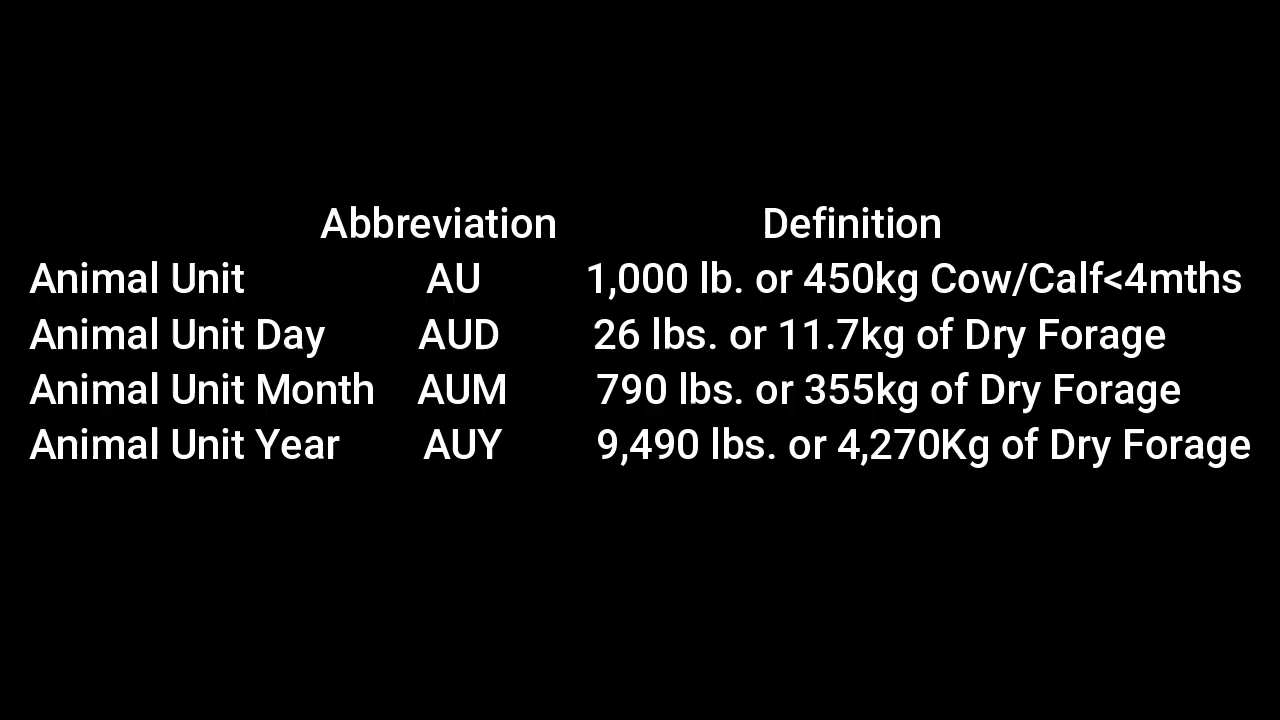 Abbreviation Definition
Animal Unit AU 1,000 lb. or 450kg Cow/Calf<4mths
Animal Unit Day AUD 26 lbs. or 11.7kg of Dry Forage
Animal Unit Month AUM 790 lbs. or 355kg of Dry Forage
Animal Unit Year AUY 9,490 lbs. or 4,270Kg of Dry Forage